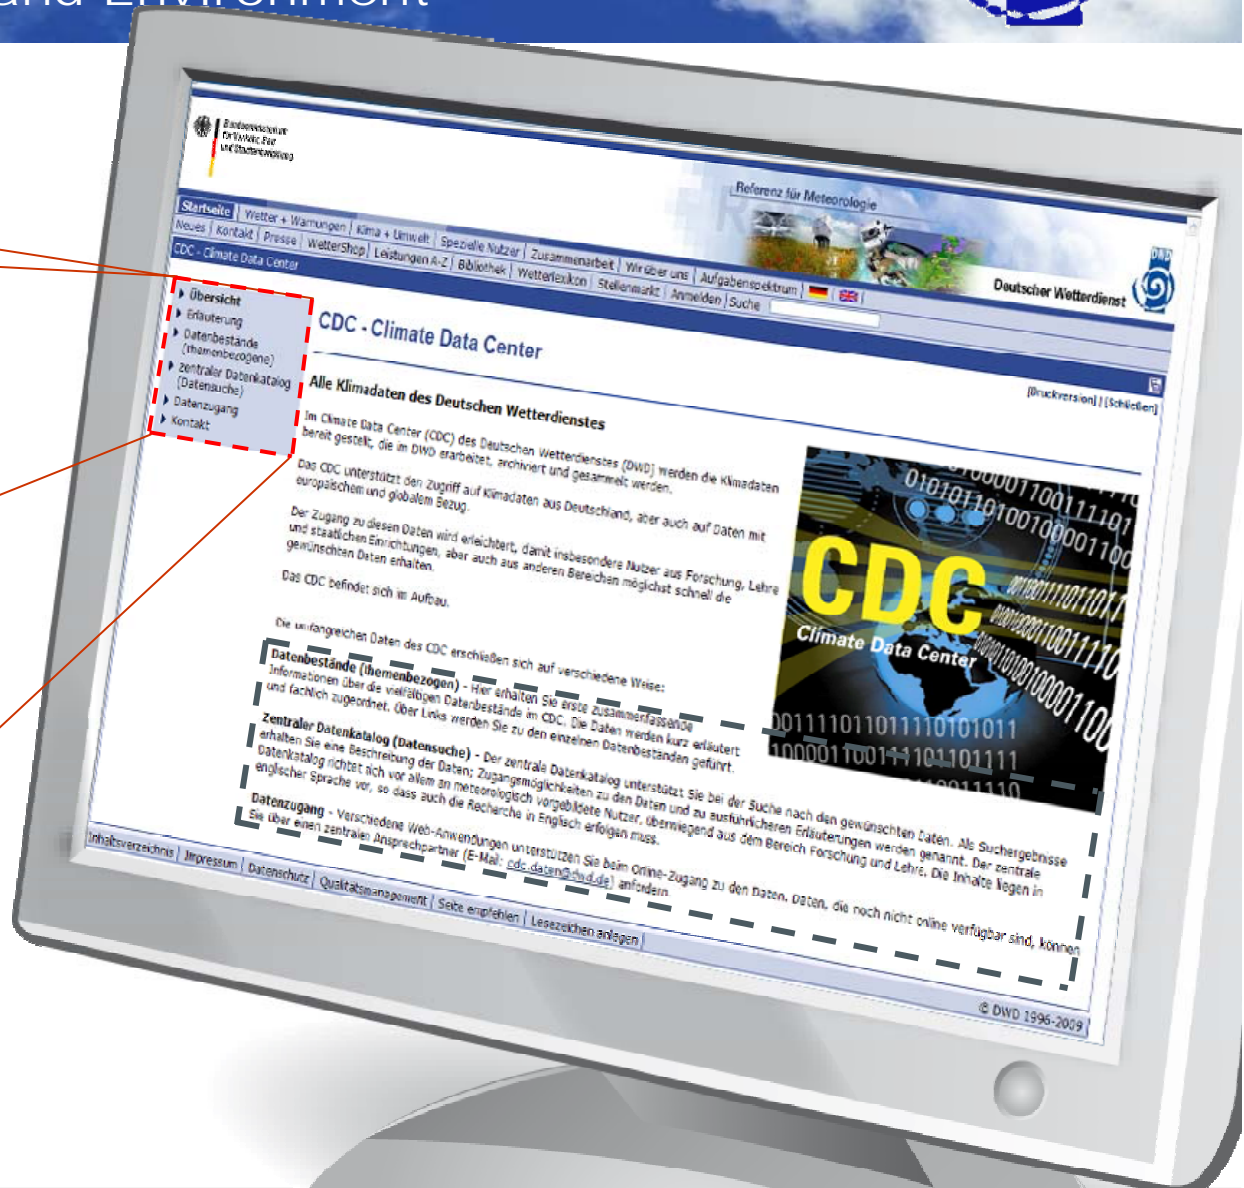 and Environment
Bundesministerium
für Verkehr, Bau
und Stadtentwicklung
Referenz für Meteorologie
Startseite | Wetter + Warnungen | Klima + Umwelt | Spezielle Nutzer | Zusammenarbeit | Wir über uns | Aufgabenspektrum |
Neues | Kontakt | Presse | WetterShop | Leistungen A-Z | Bibliothek | Wetterlexikon | Stellenmarkt | Anmelden | Suche
DWD
Deutscher Wetterdienst
CDC - Climate Data Center
Übersicht
Erläuterung
Datenbestände
(themenbezogene)
zentraler Datenkatalog
(Datensuche)
Datenzugang
Kontakt
CDC - Climate Data Center
[Druckversion] | [Schließen]
Alle Klimadaten des Deutschen Wetterdienstes
Im Climate Data Center (CDC) des Deutschen Wetterdienstes (DWD) werden die Klimadaten
bereit gestellt, die im DWD erarbeitet, archiviert und gesammelt werden.
Das CDC unterstützt den Zugriff auf Klimadaten aus Deutschland, aber auch auf Daten mit
europäischem und globalem Bezug.
Der Zugang zu diesen Daten wird erleichtert, damit insbesondere Nutzer aus Forschung, Lehre
und staatlichen Einrichtungen, aber auch aus anderen Bereichen möglichst schnell die
gewünschten Daten erhalten.
Das CDC befindet sich im Aufbau.
Die umfangreichen Daten des CDC erschließen sich auf verschiedene Weise:
CDC
Climate Data Center
Datenbestände (themenbezogen) - Hier erhalten Sie erste zusammenfassende
Informationen über die vielfältigen Datenbestände im CDC. Die Daten werden kurz erläutert
und fachlich zugeordnet. Über Links werden Sie zu den einzelnen Datenbeständen geführt.
Zentraler Datenkatalog (Datensuche) - Der zentrale Datenkatalog unterstützt Sie bei der Suche nach den gewünschten Daten. Als Suchergebnisse
erhalten Sie eine Beschreibung der Daten; Zugangsmöglichkeiten zu den Daten und zu ausführlicheren Erläuterungen werden genannt. Der zentrale
Datenkatalog richtet sich vor allem an meteorologisch vorgebildete Nutzer, überwiegend aus dem Bereich Forschung und Lehre. Die Inhalte liegen in
englischer Sprache vor, so dass auch die Recherche in Englisch erfolgen muss.
Datenzugang - Verschiedene Web-Anwendungen unterstützen Sie beim Online-Zugang zu den Daten. Daten, die noch nicht online verfügbar sind, können
Sie über einen zentralen Ansprechpartner (E-Mail: cdc.daten@dwd.de) anfordern.
Inhaltsverzeichnis | Impressum | Datenschutz | Qualitätsmanagement | Seite empfehlen | Lesezeichen anlegen |
© DWD 1996-2009